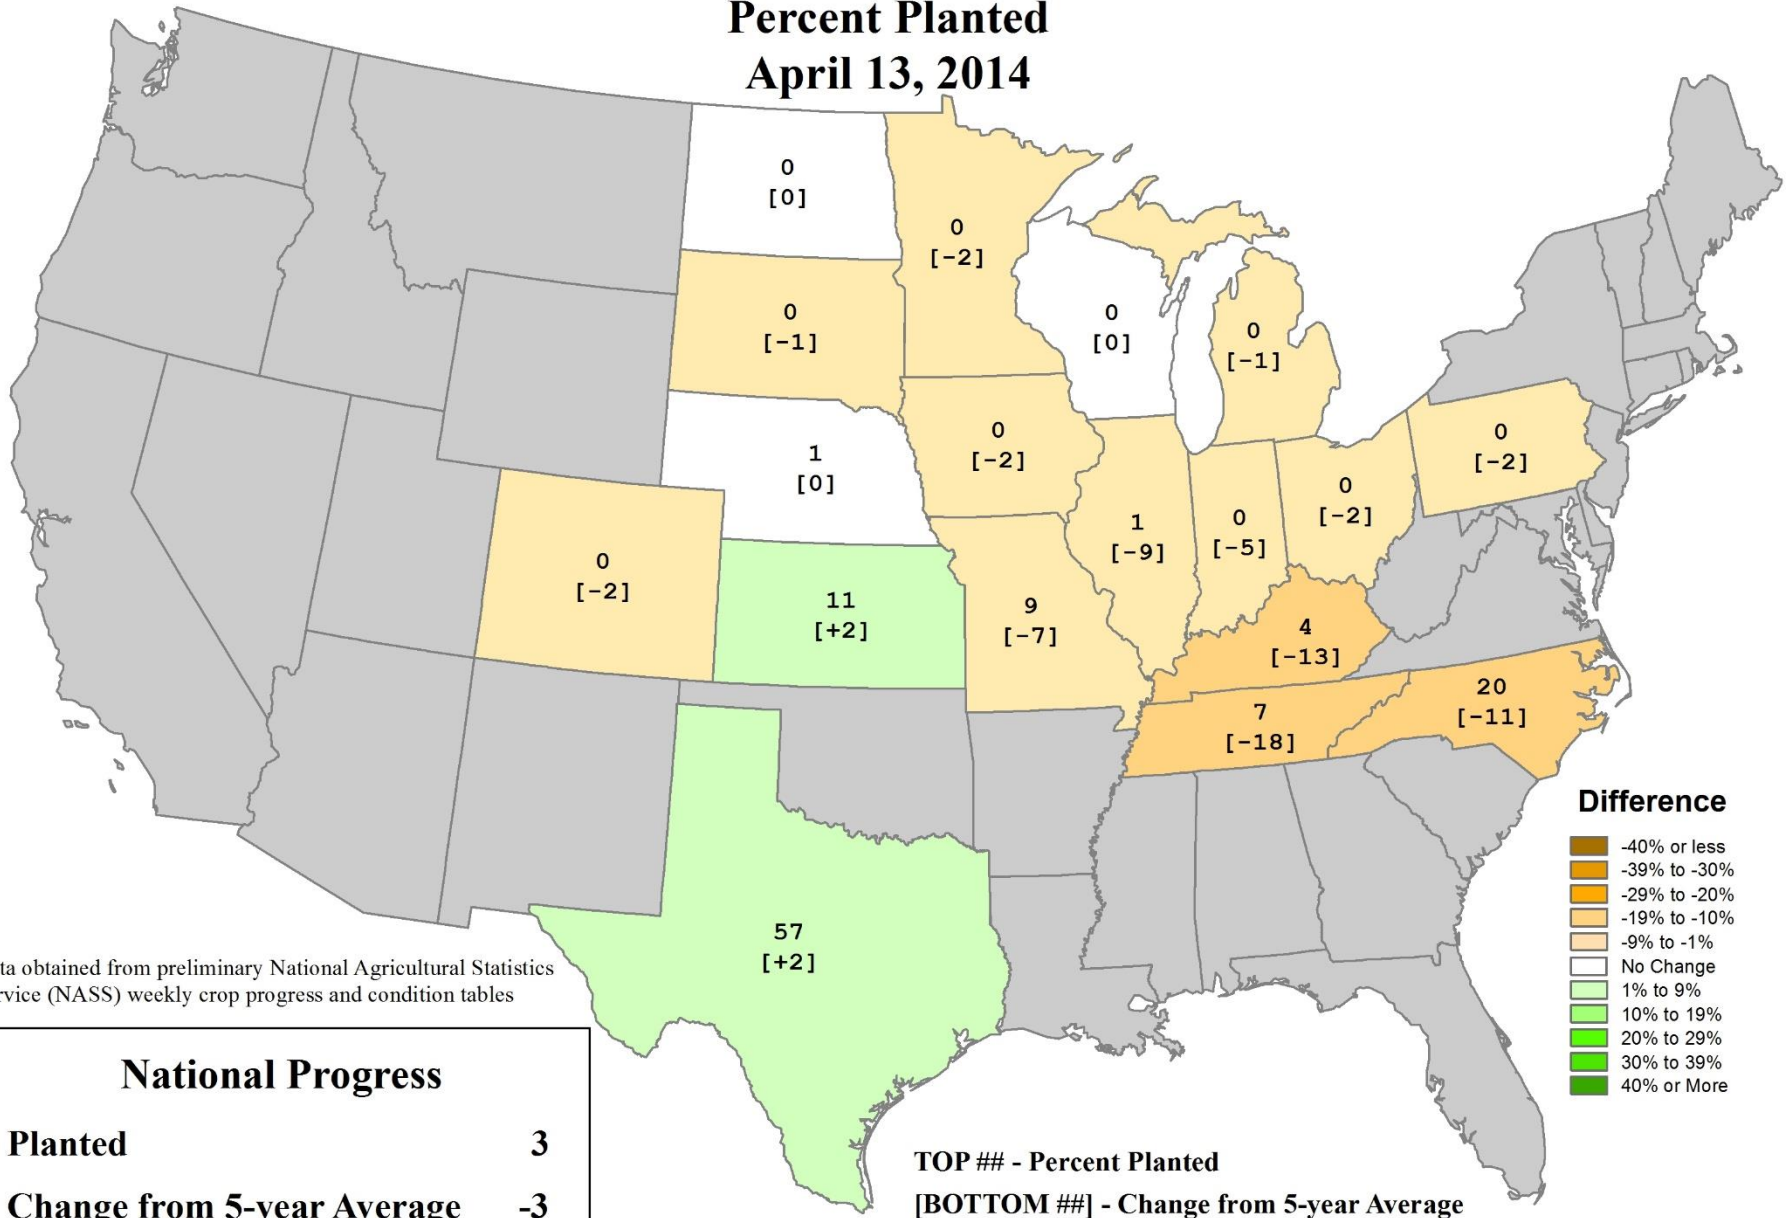 Percent Planted
April 13, 2014
0
[0]
0
[-2]
0
[-1]
0
[0]
0
[-1]
1
[0]
0
[-2]
0
[-2]
1
[-9]
0
[-5]
0
[-2]
0
[-2]
11
[+2]
9
[-7]
4
[-13]
7
[-18]
20
[-11]
57
[+2]
Difference
-40% or less
-39% to -30%
-29% to -20%
-19% to -10%
-9% to -1%
No Change
1% to 9%
10% to 19%
20% to 29%
30% to 39%
40% or More
ta obtained from preliminary National Agricultural Statistics
rvice (NASS) weekly crop progress and condition tables
National Progress
Planted 3
Change from 5-year Average -3
TOP ## - Percent Planted
[BOTTOM ##] - Change from 5-year Average